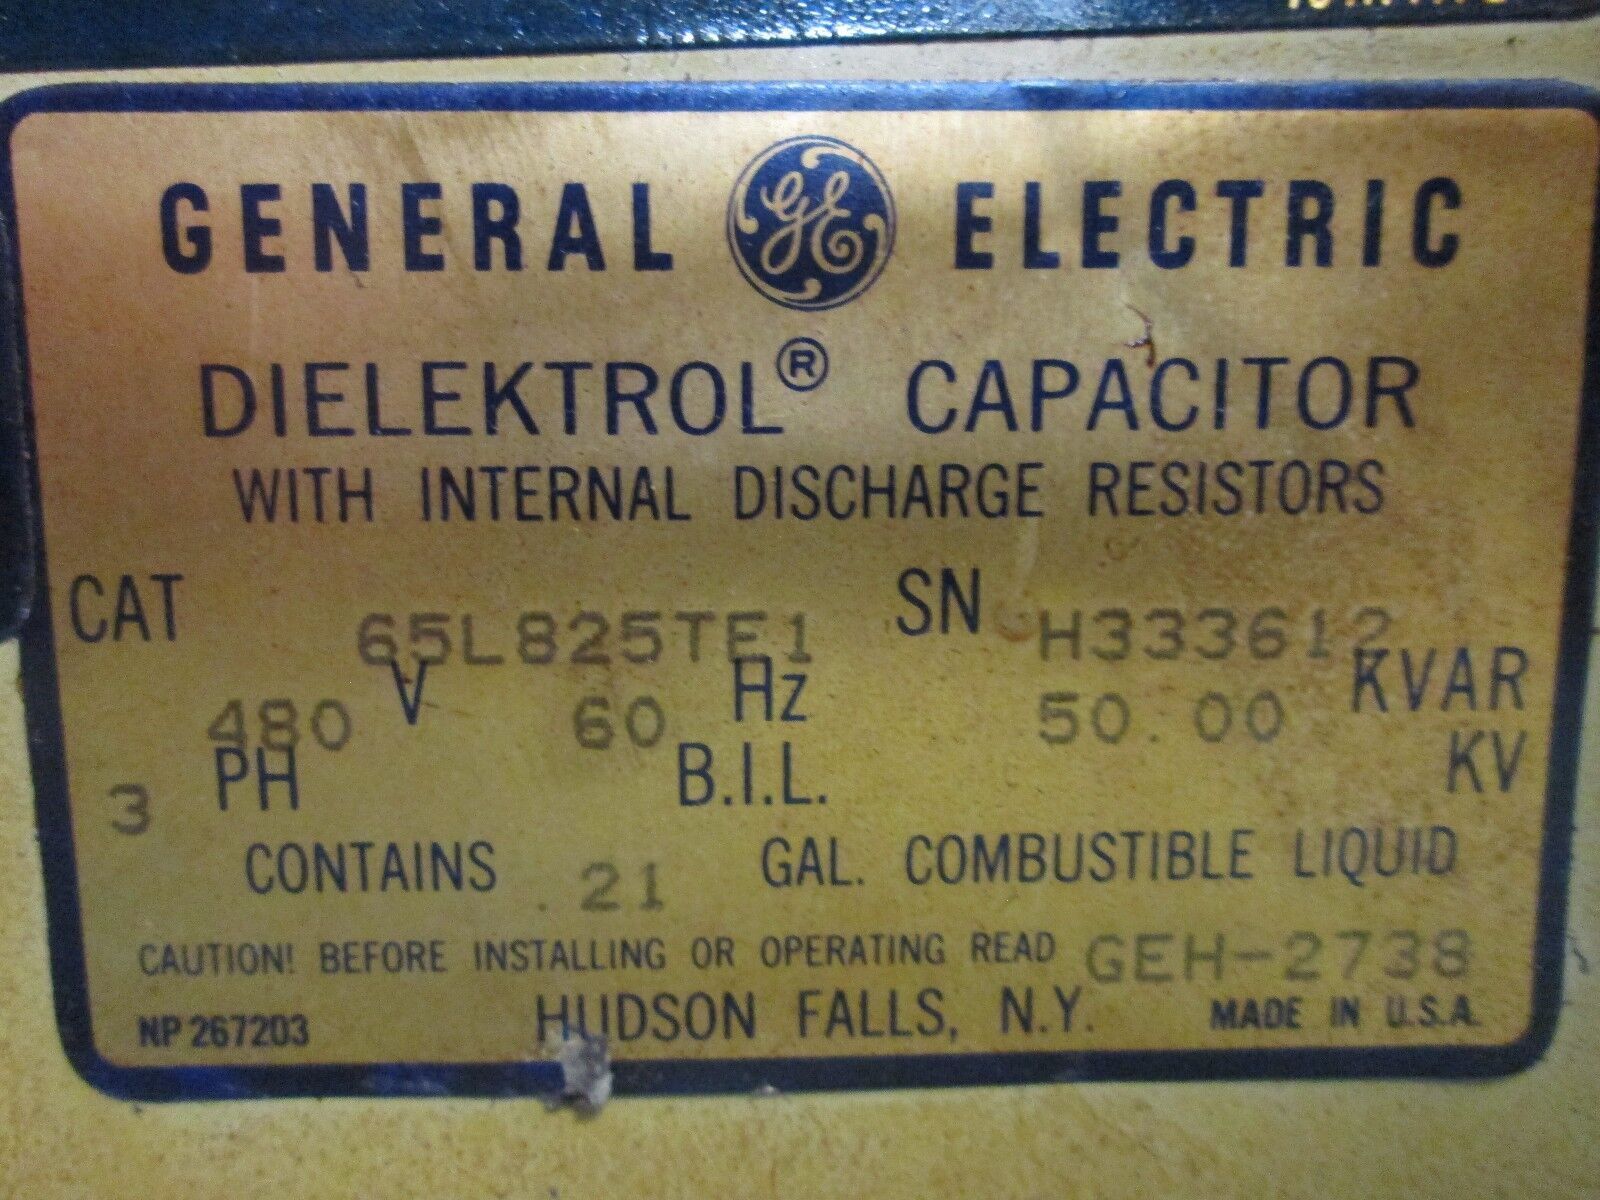 GENERAL GE ELECTRIC
DIELEKTROL® CAPACITOR
WITH INTERNAL DISCHARGE RESISTORS
CAT 65L825TE1 SN H333612
480 V 60 Hz 50.00 KVAR
3 PH B.I.L. KV
CONTAINS .21 GAL. COMBUSTIBLE LIQUID
CAUTION! BEFORE INSTALLING OR OPERATING READ GEH-2738
NP 267203 HUDSON FALLS, N.Y. MADE IN U.S.A.